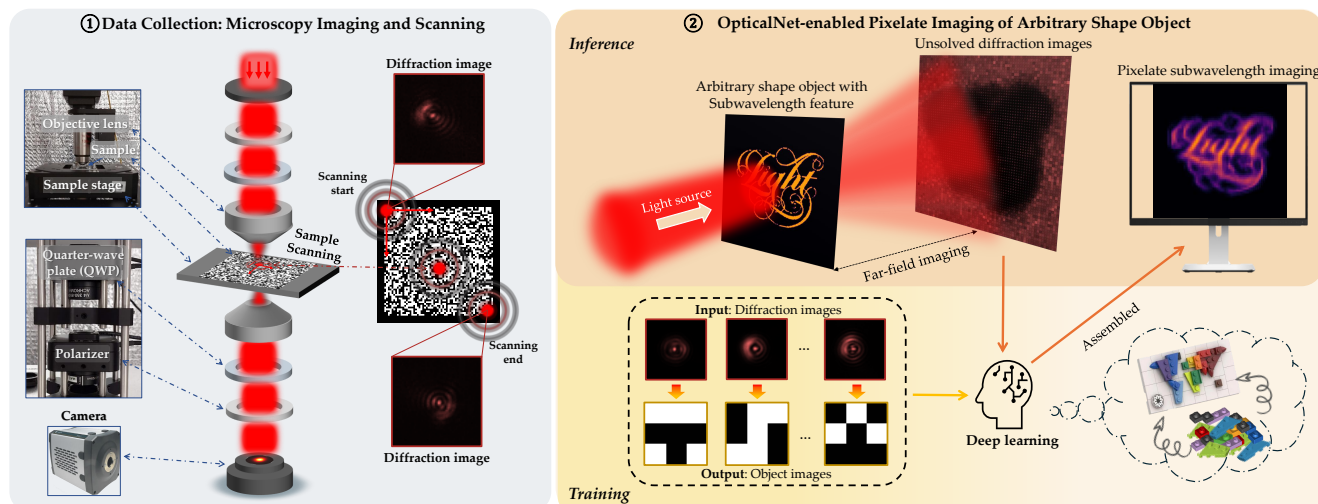 ① Data Collection: Microscopy Imaging and Scanning
Diffraction image
Objective lens
Sample
Sample stage
Scanning
start
Sample
Scanning
Quarter-wave
plate (QWP)
Polarizer
Scanning
end
Camera
Diffraction image
② OpticalNet-enabled Pixelate Imaging of Arbitrary Shape Object
Inference
Unsolved diffraction images
Arbitrary shape object with
Subwavelength feature
Pixelate subwavelength imaging
Light
Light
Light source
Far-field imaging
Input: Diffraction images
...
...
Output: Object images
Assembled
Deep learning
Training